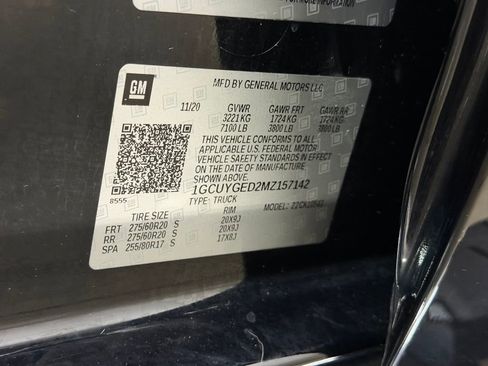 FOR MORE INFORMATION
GM
MFD BY GENERAL MOTORS LLC
11/20 GVWR GAWR FRT GAWR RR
3221 KG 1724 KG 1724 KG
7100 LB 3800 LB 3800 LB
THIS VEHICLE CONFORMS TO ALL
APPLICABLE U.S. FEDERAL MOTOR
VEHICLE SAFETY STANDARDS IN EFFECT
ON THE DATE OF MANUFACTURE SHOWN ABOVE.
8555 1GCUYGED2MZ157142
TYPE: TRUCK
TIRE SIZE RIM
FRT 275/60R20 S 20X9J
RR 275/60R20 S 20X9J
SPA 255/80R17 S 17X8J